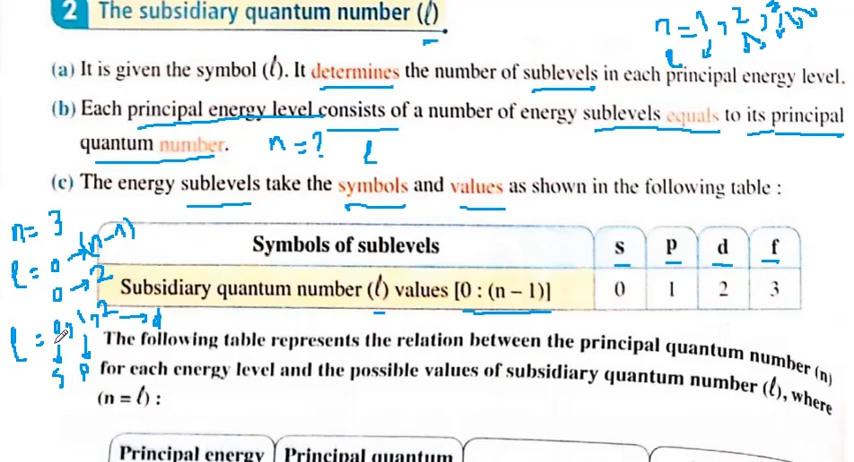 2 The subsidiary quantum number (ℓ)
n = 1, 2, 3
ℓ
(a) It is given the symbol (ℓ). It determines the number of sublevels in each principal energy level.
(b) Each principal energy level consists of a number of energy sublevels equals to its principal
quantum number. n = ? ℓ
(c) The energy sublevels take the symbols and values as shown in the following table :
n = 3
ℓ = 0 → (n-1)
0 → 2
ℓ = 0, 1, 2 → d
s p
Symbols of sublevels s p d f
Subsidiary quantum number (ℓ) values [0 : (n – 1)] 0 1 2 3
The following table represents the relation between the principal quantum number (n)
for each energy level and the possible values of subsidiary quantum number (ℓ), where
(n = ℓ) :
Principal energy Principal quantum